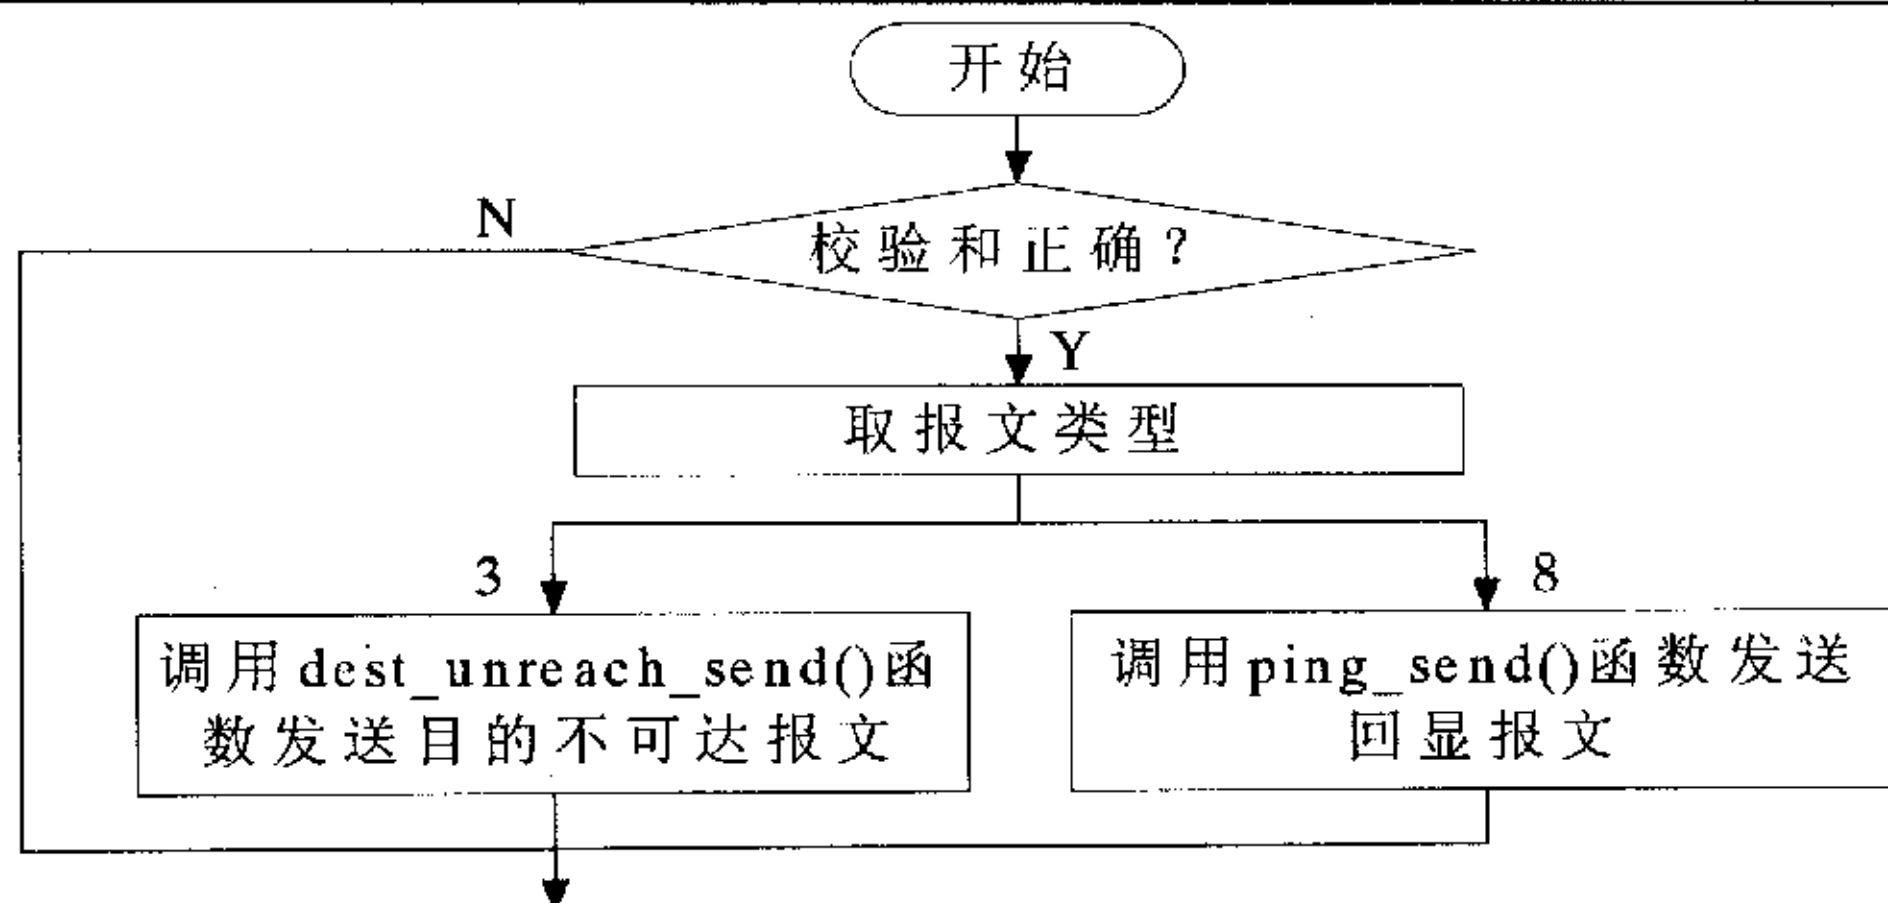 开始
N
校验和正确?
Y
取报文类型
3
8
调用dest_unreach_send()函
数发送目的不可达报文
调用ping_send()函数发送
回显报文